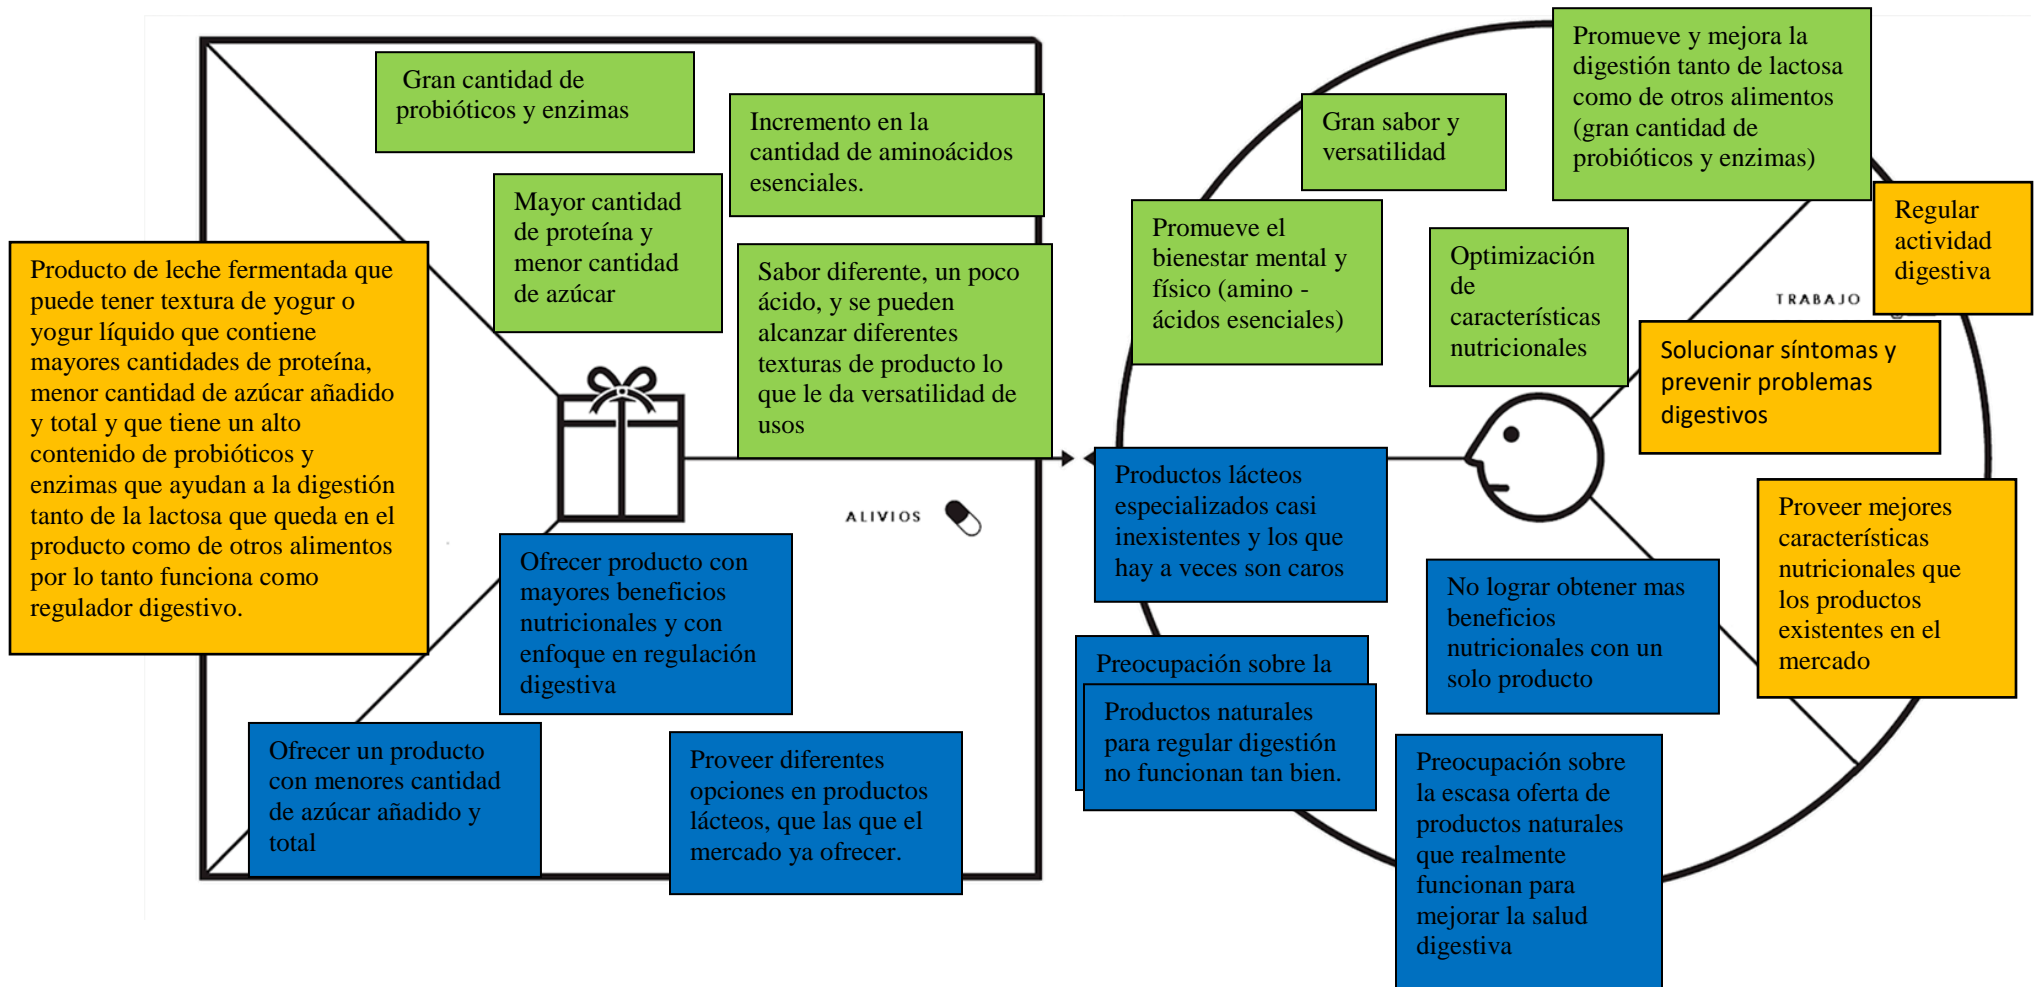 Gran cantidad de
probióticos y enzimas
Incremento en la
cantidad de aminoácidos
esenciales.
Mayor cantidad
de proteína y
menor cantidad
de azúcar
Sabor diferente, un poco
ácido, y se pueden
alcanzar diferentes
texturas de producto lo
que le da versatilidad de
usos
Producto de leche fermentada que
puede tener textura de yogur o
yogur líquido que contiene
mayores cantidades de proteína,
menor cantidad de azúcar añadido
y total y que tiene un alto
contenido de probióticos y
enzimas que ayudan a la digestión
tanto de la lactosa que queda en el
producto como de otros alimentos
por lo tanto funciona como
regulador digestivo.
ALIVIOS
Ofrecer producto con
mayores beneficios
nutricionales y con
enfoque en regulación
digestiva
Ofrecer un producto
con menores cantidad
de azúcar añadido y
total
Proveer diferentes
opciones en productos
lácteos, que las que el
mercado ya ofrecer.
Promueve y mejora la
digestión tanto de lactosa
como de otros alimentos
(gran cantidad de
probióticos y enzimas)
Gran sabor y
versatilidad
Promueve el
bienestar mental y
físico (amino -
ácidos esenciales)
Optimización
de
características
nutricionales
Regular
actividad
digestiva
TRABAJO
Solucionar síntomas y
prevenir problemas
digestivos
Proveer mejores
características
nutricionales que
los productos
existentes en el
mercado
Productos lácteos
especializados casi
inexistentes y los que
hay a veces son caros
No lograr obtener mas
beneficios
nutricionales con un
solo producto
Preocupación sobre la
Productos naturales
para regular digestión
no funcionan tan bien.
Preocupación sobre
la escasa oferta de
productos naturales
que realmente
funcionan para
mejorar la salud
digestiva